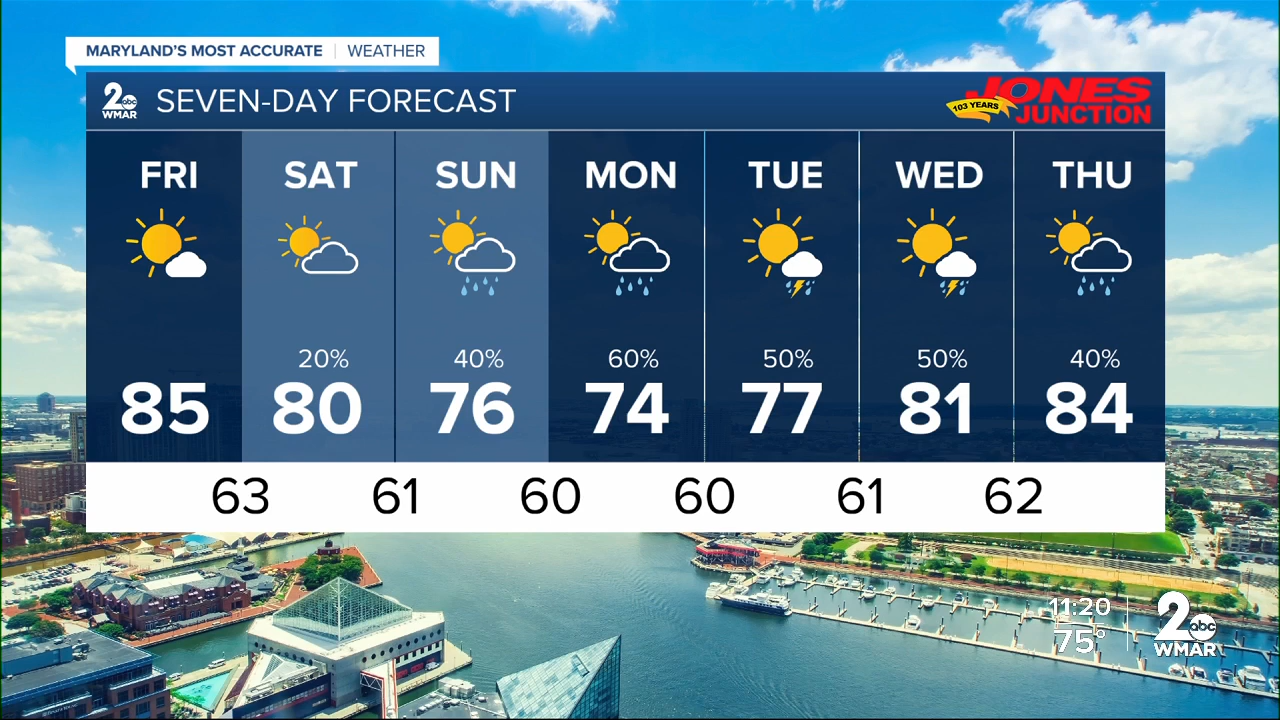 MARYLAND'S MOST ACCURATE | WEATHER
2 abc WMAR SEVEN-DAY FORECAST
103 YEARS JONES JUNCTION
FRI SAT SUN MON TUE WED THU
20% 40% 60% 50% 50% 40%
85 80 76 74 77 81 84
63 61 60 60 61 62
11:20
75°
2 abc
WMAR